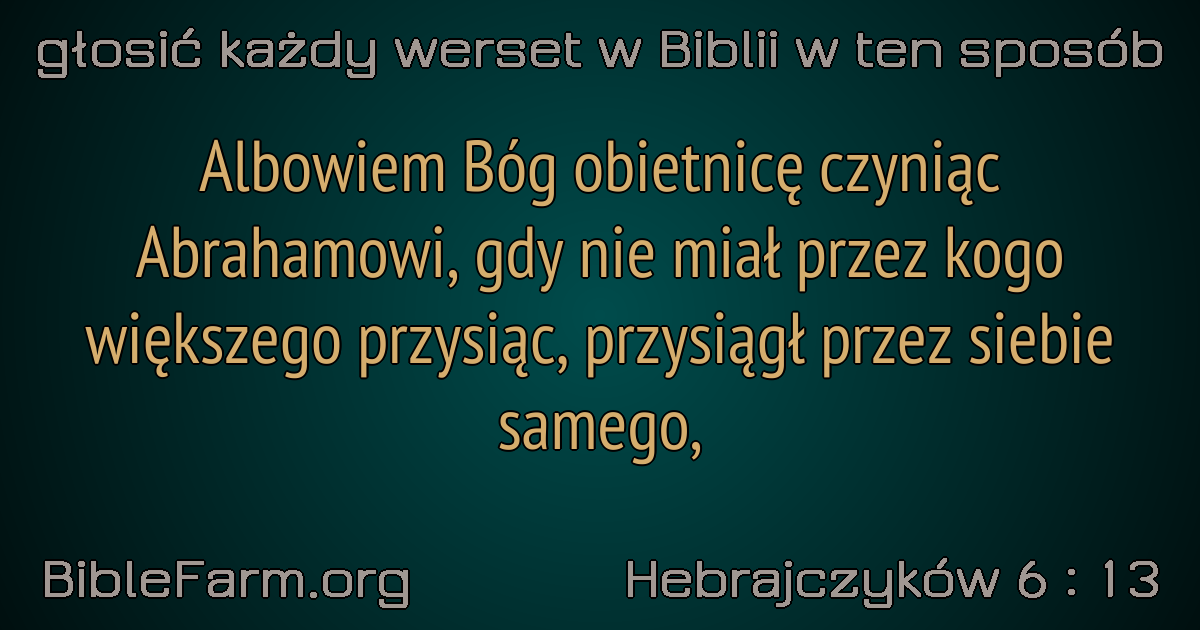 głosić każdy werset w Biblii w ten sposób
Albowiem Bóg obietnicę czyniąc
Abrahamowi, gdy nie miał przez kogo
większego przysiąc, przysiągł przez siebie
samego,
BibleFarm.org
Hebrajczyków 6 : 13